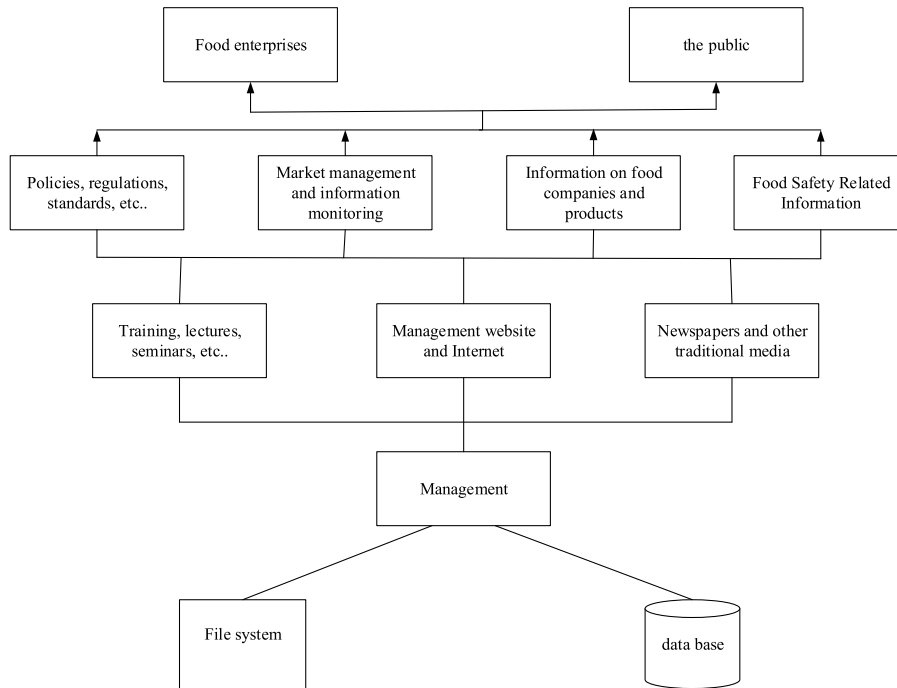 Food enterprises
the public
Policies, regulations,
standards, etc..
Market management
and information
monitoring
Information on food
companies and
products
Food Safety Related
Information
Training, lectures,
seminars, etc..
Management website
and Internet
Newspapers and other
traditional media
Management
File system
data base